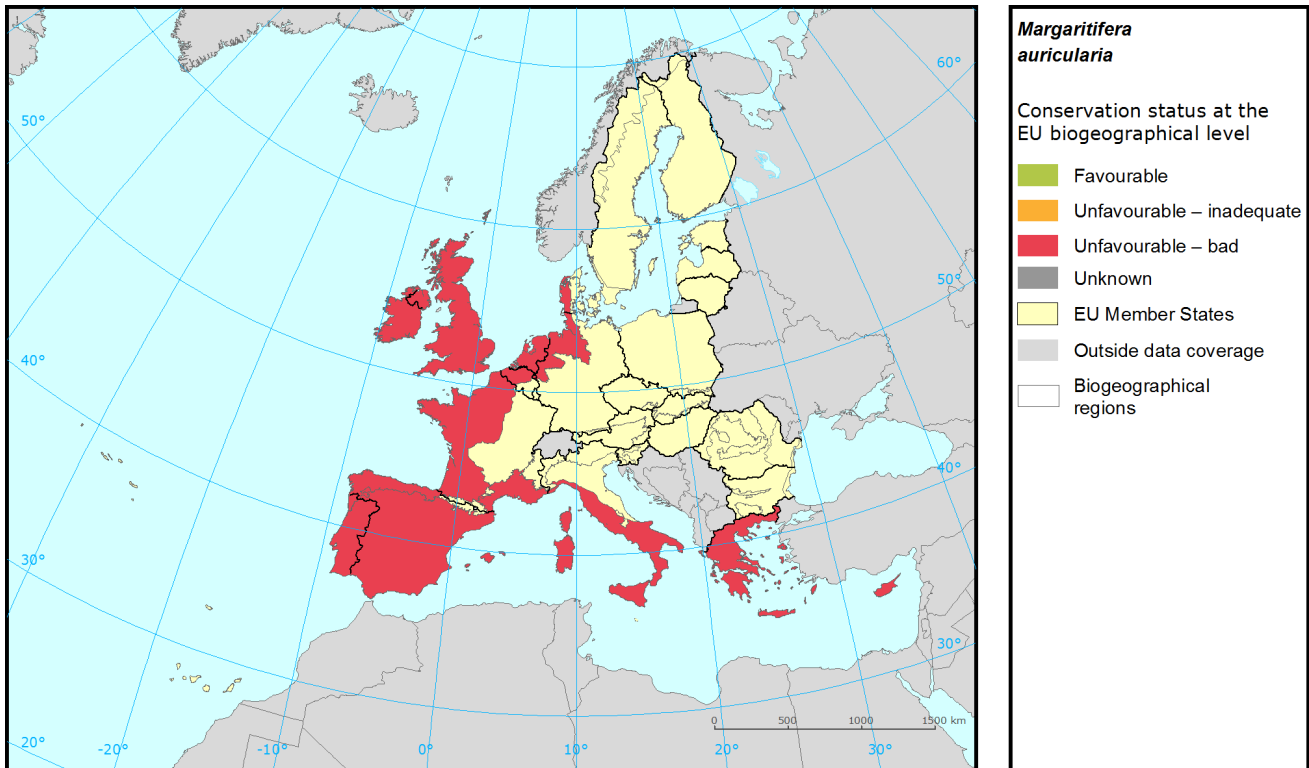 60°
50°
50°
40°
40°
30°
30°
20°
-20°
-10°
0°
10°
20°
30°
0 500 1000 1500 km
Margaritifera
auricularia
Conservation status at the
EU biogeographical level
Favourable
Unfavourable – inadequate
Unfavourable – bad
Unknown
EU Member States
Outside data coverage
Biogeographical
regions